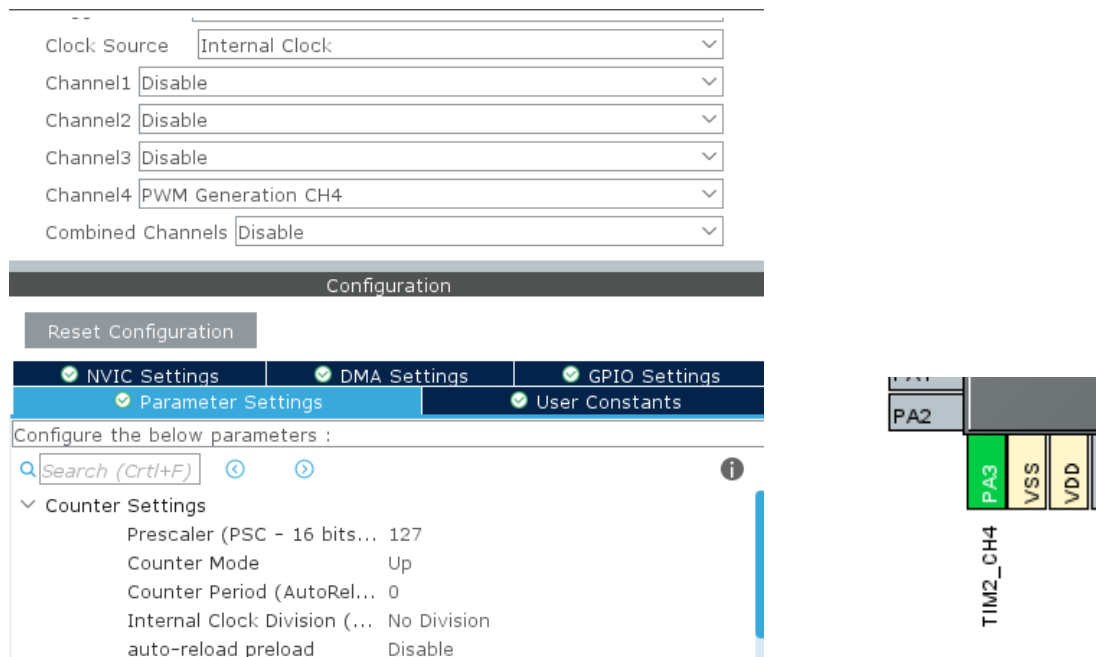 Clock Source Internal Clock
Channel1 Disable
Channel2 Disable
Channel3 Disable
Channel4 PWM Generation CH4
Combined Channels Disable
Configuration
Reset Configuration
NVIC Settings DMA Settings GPIO Settings
Parameter Settings User Constants
Configure the below parameters :
Search (Crtl+F)
Counter Settings
Prescaler (PSC - 16 bits... 127
Counter Mode Up
Counter Period (AutoRel... 0
Internal Clock Division (... No Division
auto-reload preload Disable
PA2
PA3
VSS
VDD
TIM2_CH4